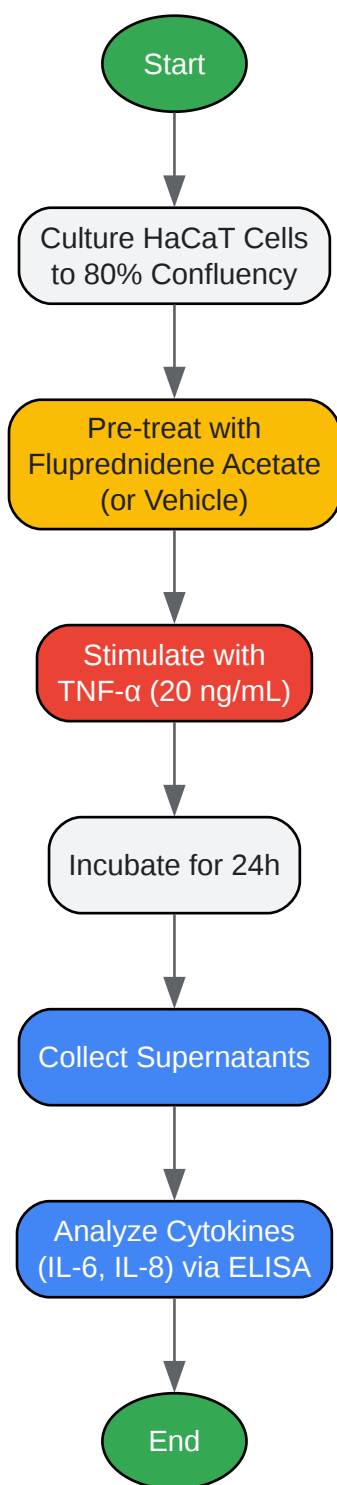 Start
Culture HaCaT Cells
to 80% Confluency
Pre-treat with
Fluprednidene Acetate
(or Vehicle)
Stimulate with
TNF-α (20 ng/mL)
Incubate for 24h
Collect Supernatants
Analyze Cytokines
(IL-6, IL-8) via ELISA
End